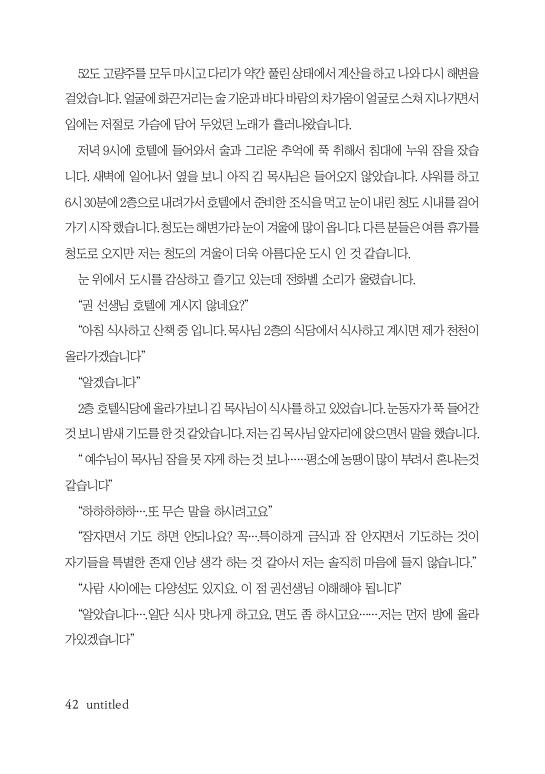 52도 고량주를 모두 마시고 다리가 약간 풀린 상태에서 계산을 하고 나와 다시 해변을
걸었습니다. 얼굴에 화끈거리는 술 기운과 바다 바람의 차가움이 얼굴로 스쳐 지나가면서
입에는 저절로 가슴에 담어 두었던 노래가 흘러나왔습니다.
저녁 9시에 호텔에 들어와서 술과 그리운 추억에 푹 취해서 침대에 누워 잠을 잤습
니다. 새벽에 일어나서 옆을 보니 아직 김 목사님은 들어오지 않았습니다. 샤워를 하고
6시 30분에 2층으로 내려가서 호텔에서 준비한 조식을 먹고 눈이 내린 청도 시내를 걸어
가기 시작 했습니다. 청도는 해변가라 눈이 겨울에 많이 옵니다. 다른 분들은 여름 휴가를
청도로 오지만 저는 청도의 겨울이 더욱 아름다운 도시 인 것 같습니다.
눈 위에서 도시를 감상하고 즐기고 있는데 전화벨 소리가 울렸습니다.
“권 선생님 호텔에 계시지 않네요?”
“아침 식사하고 산책 중 입니다. 목사님 2층의 식당에서 식사하고 계시면 제가 천천이
올라가겠습니다”
“알겠습니다”
2층 호텔식당에 올라가보니 김 목사님이 식사를 하고 있었습니다. 눈동자가 푹 들어간
것 보니 밤새 기도를 한 것 같았습니다. 저는 김 목사님 앞자리에 앉으면서 말을 했습니다.
“ 예수님이 목사님 잠을 못 자게 하는 것 보니……평소에 농땡이 많이 부려서 혼나는것
같습니다”
“하하하하하….또 무슨 말을 하시려고요”
“잠자면서 기도 하면 안되나요? 꼭….특이하게 금식과 잠 안자면서 기도하는 것이
자기들을 특별한 존재 인냥 생각 하는 것 같아서 저는 솔직히 마음에 들지 않습니다.”
“사람 사이에는 다양성도 있지요. 이 점 권선생님 이해해야 됩니다”
“알았습니다….일단 식사 맛나게 하고요, 면도 좀 하시고요…….저는 먼저 방에 올라
가있겠습니다”
42 untitled